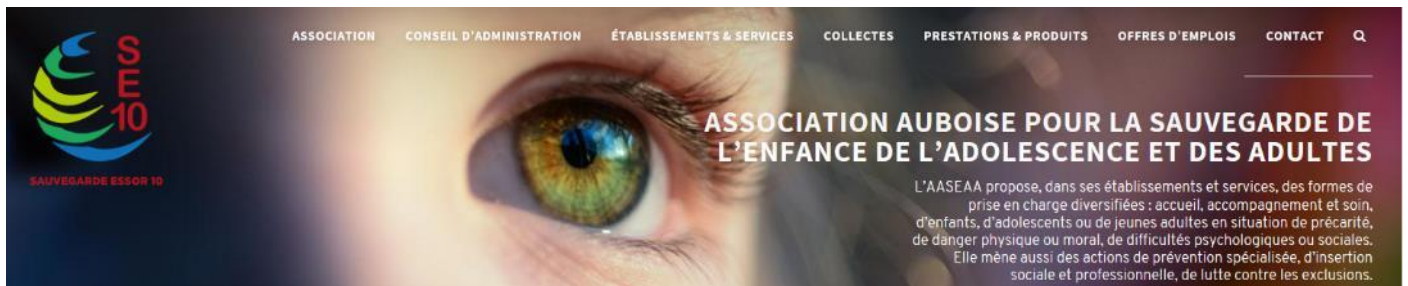 S
E
10
SAUVEGARDE ESSOR 10
ASSOCIATION CONSEIL D'ADMINISTRATION ÉTABLISSEMENTS & SERVICES COLLECTES PRESTATIONS & PRODUITS OFFRES D'EMPLOIS CONTACT
ASSOCIATION AUBOISE POUR LA SAUVEGARDE DE
L'ENFANCE DE L'ADOLESCENCE ET DES ADULTES
L'AASEAA propose, dans ses établissements et services, des formes de
prise en charge diversifiées : accueil, accompagnement et soin,
d'enfants, d'adolescents ou de jeunes adultes en situation de précarité,
de danger physique ou moral, de difficultés psychologiques ou sociales.
Elle mène aussi des actions de prévention spécialisée, d'insertion
sociale et professionnelle, de lutte contre les exclusions.